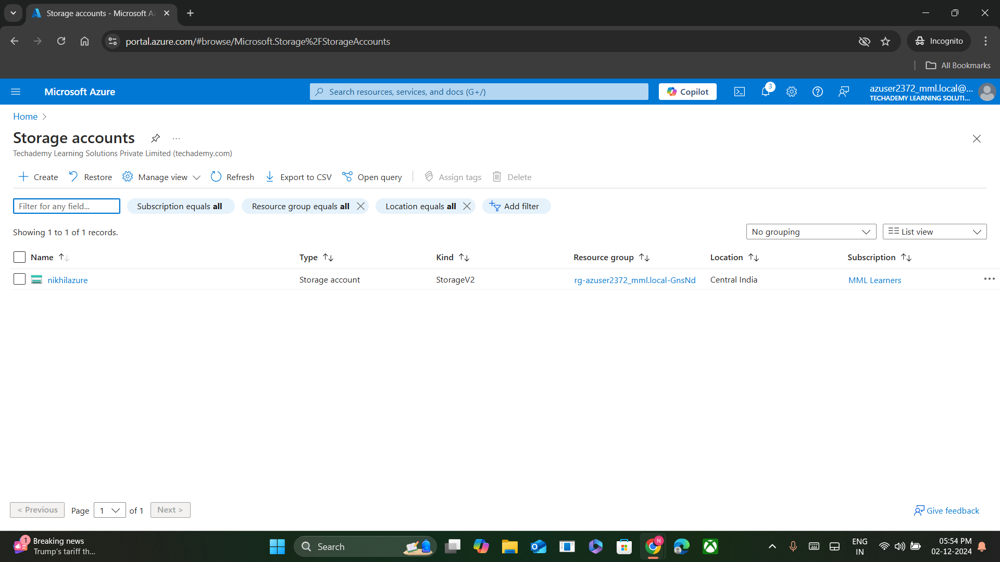 Storage accounts - Microsoft Az
portal.azure.com/#browse/Microsoft.Storage%2FStorageAccounts
Incognito
All Bookmarks
Microsoft Azure
Search resources, services, and docs (G+/)
Copilot
3
azuser2372_mml.local@...
TECHADEMY LEARNING SOLUTI...
Home
Storage accounts
Techademy Learning Solutions Private Limited (techademy.com)
Create Restore Manage view Refresh Export to CSV Open query Assign tags Delete
Filter for any field... Subscription equals all Resource group equals all Location equals all Add filter
Showing 1 to 1 of 1 records.
No grouping List view
Name Type Kind Resource group Location Subscription
nikhilazure Storage account StorageV2 rg-azuser2372_mml.local-GnsNd Central India MML Learners
< Previous Page 1 of 1 Next >
Give feedback
1
Breaking news
Trump's tariff th...
Search
N
ENG
IN
05:54 PM
02-12-2024